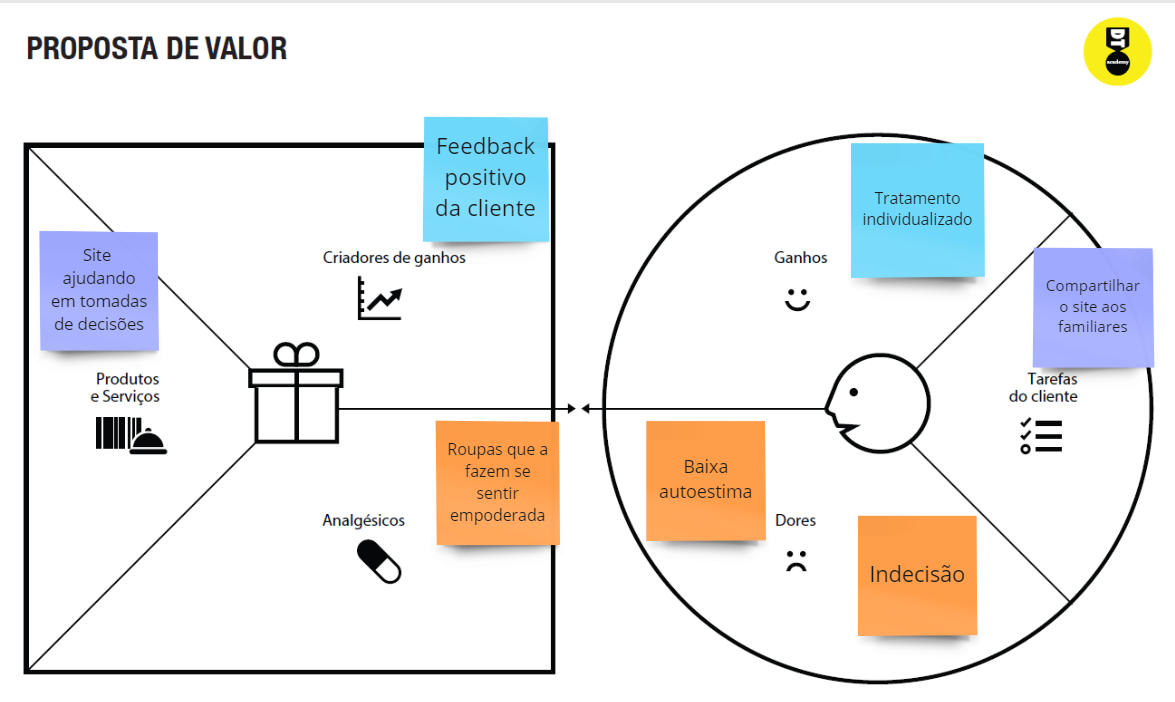 PROPOSTA DE VALOR
DT
academy
Feedback
positivo
da cliente
Site
ajudando
em tomadas
de decisões
Criadores de ganhos
Produtos
e Serviços
Roupas que a
fazem se
sentir
empoderada
Analgésicos
Tratamento
individualizado
Ganhos
Compartilhar
o site aos
familiares
Tarefas
do cliente
Baixa
autoestima
Dores
Indecisão